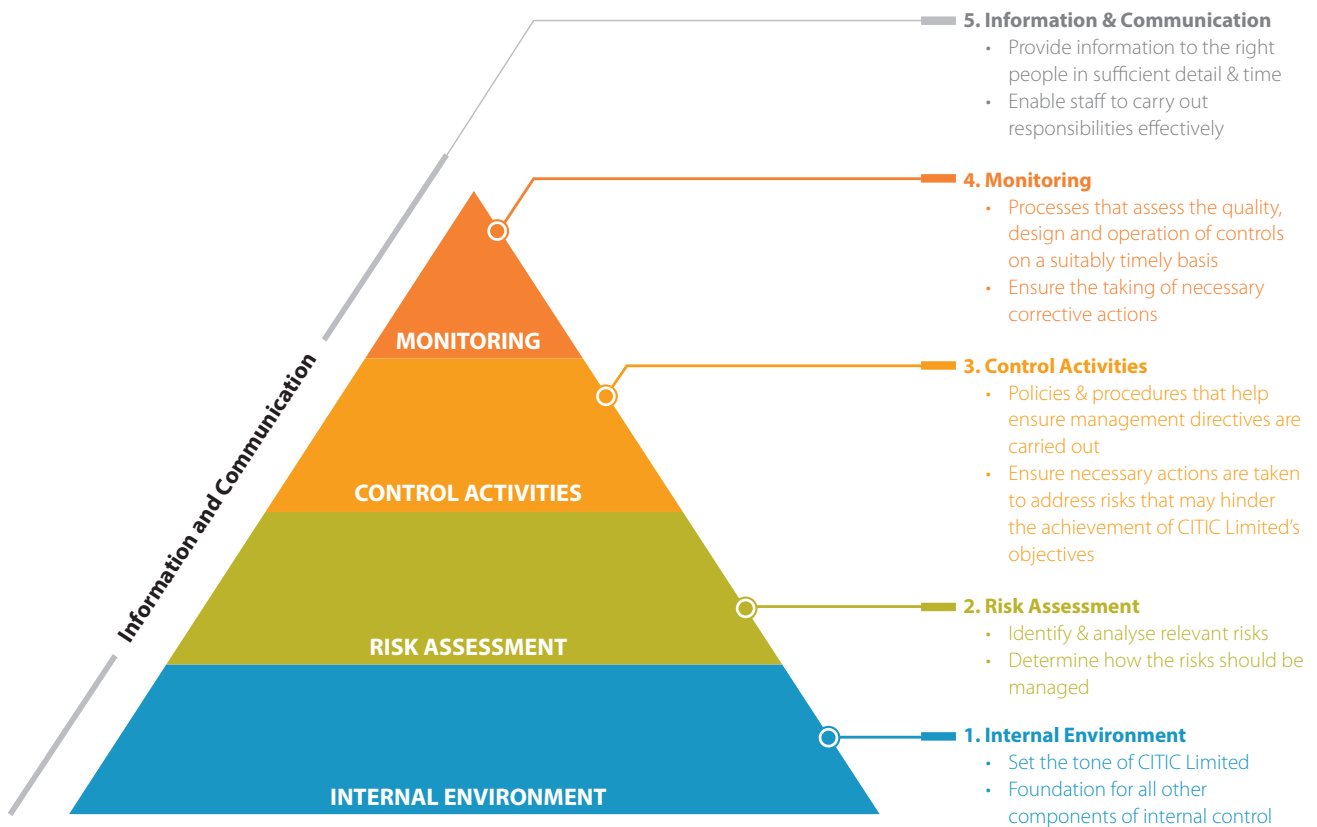 Information and Communication
MONITORING
CONTROL ACTIVITIES
RISK ASSESSMENT
INTERNAL ENVIRONMENT
5. Information & Communication
• Provide information to the right
people in sufficient detail & time
• Enable staff to carry out
responsibilities effectively
4. Monitoring
• Processes that assess the quality,
design and operation of controls
on a suitably timely basis
• Ensure the taking of necessary
corrective actions
3. Control Activities
• Policies & procedures that help
ensure management directives are
carried out
• Ensure necessary actions are taken
to address risks that may hinder
the achievement of CITIC Limited's
objectives
2. Risk Assessment
• Identify & analyse relevant risks
• Determine how the risks should be
managed
1. Internal Environment
• Set the tone of CITIC Limited
• Foundation for all other
components of internal control